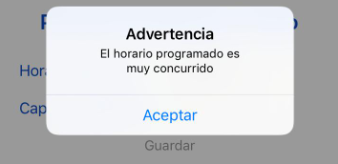 Advertencia
El horario programado es
muy concurrido
Aceptar
Guardar